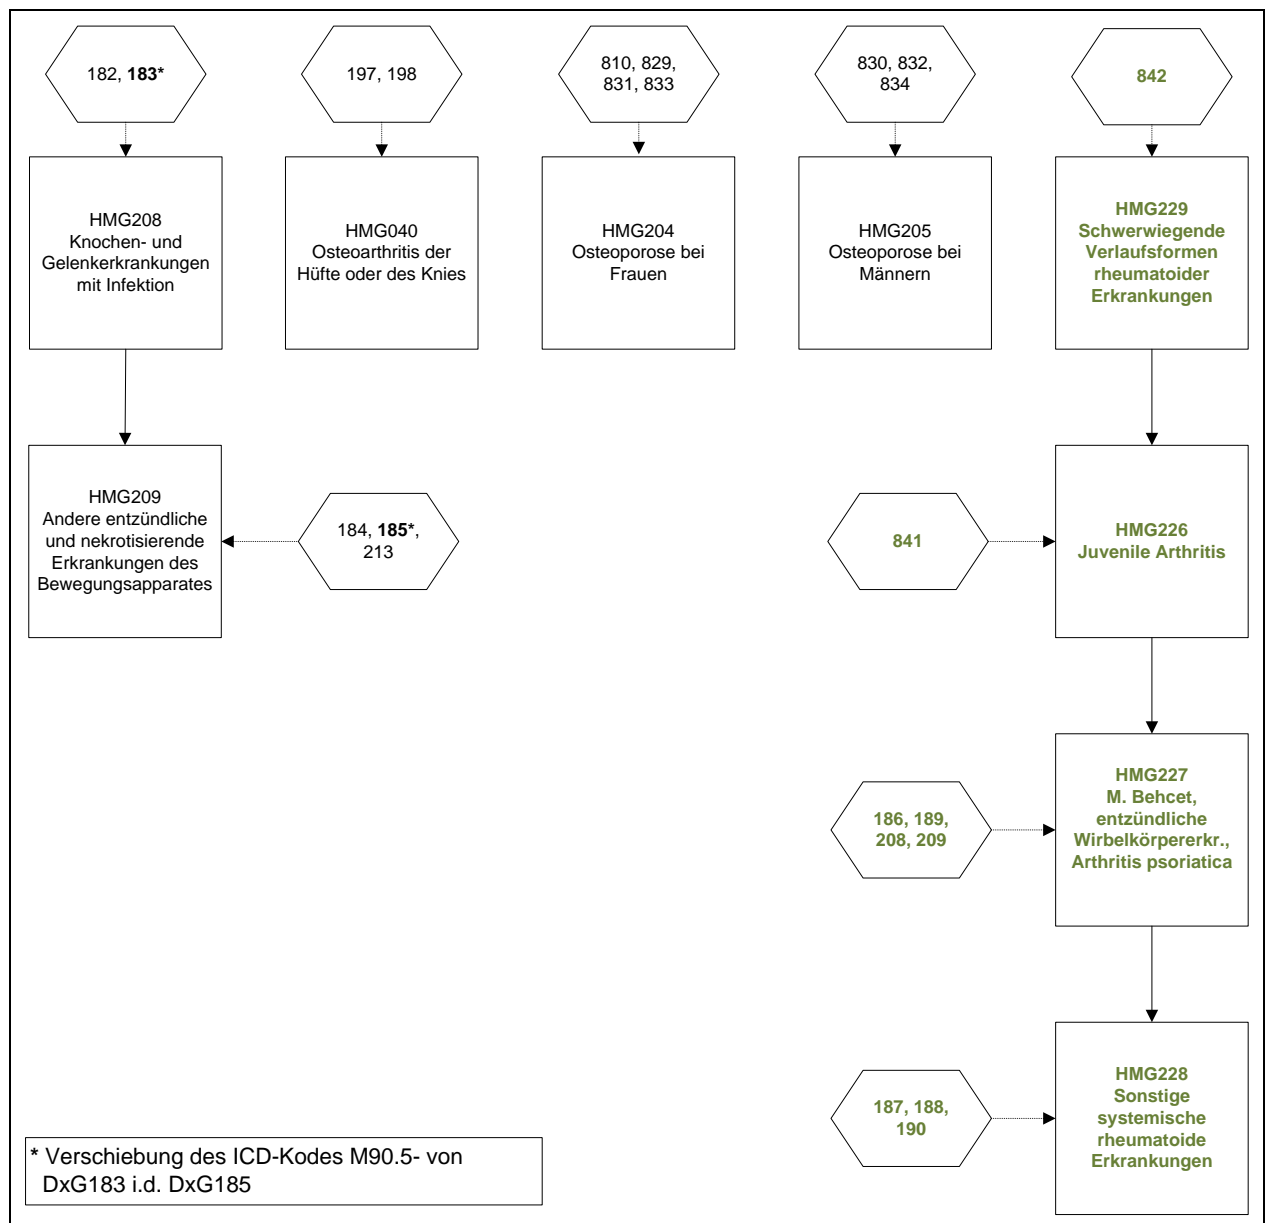 182, 183*
197, 198
810, 829,
831, 833
830, 832,
834
842
HMG208
Knochen- und
Gelenkerkrankungen
mit Infektion
HMG040
Osteoarthritis der
Hüfte oder des Knies
HMG204
Osteoporose bei
Frauen
HMG205
Osteoporose bei
Männern
HMG229
Schwerwiegende
Verlaufsformen
rheumatoider
Erkrankungen
HMG209
Andere entzündliche
und nekrotisierende
Erkrankungen des
Bewegungsapparates
184, 185*,
213
841
HMG226
Juvenile Arthritis
186, 189,
208, 209
HMG227
M. Behcet,
entzündliche
Wirbelkörpererkr.,
Arthritis psoriatica
187, 188,
190
HMG228
Sonstige
systemische
rheumatoide
Erkrankungen
* Verschiebung des ICD-Kodes M90.5- von
DxG183 i.d. DxG185